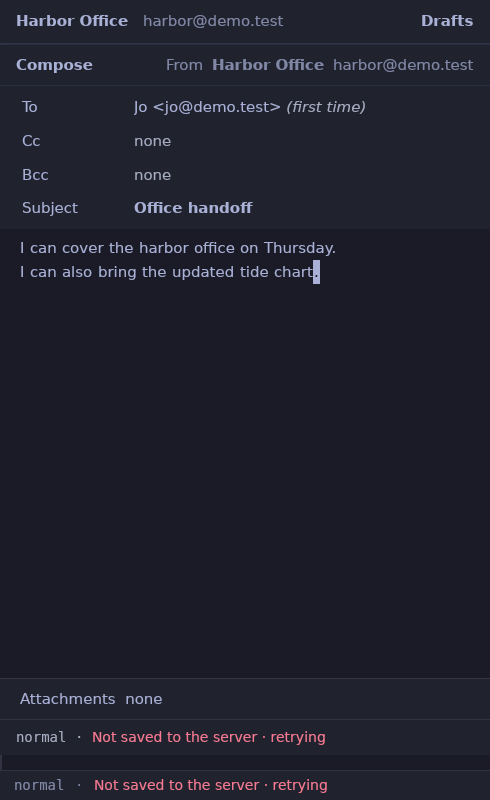 Harbor Office harbor@demo.test Drafts
Compose From Harbor Office harbor@demo.test
To Jo <jo@demo.test> (first time)
Cc none
Bcc none
Subject Office handoff
I can cover the harbor office on Thursday.
I can also bring the updated tide chart.
Attachments none
normal · Not saved to the server · retrying
normal · Not saved to the server · retrying